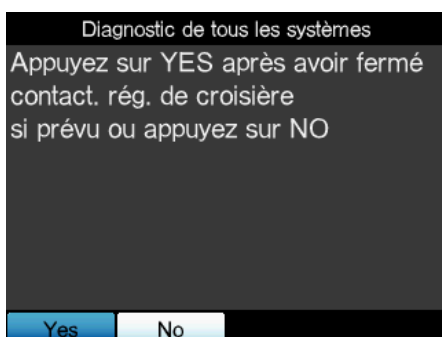 Diagnostic de tous les systèmes
Appuyez sur YES après avoir fermé
contact. rég. de croisière
si prévu ou appuyez sur NO
Yes
No